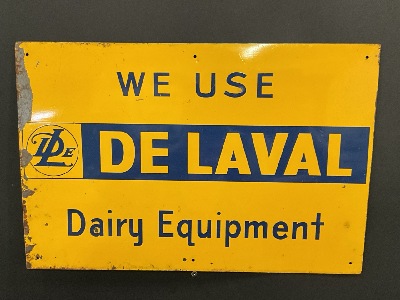 WE USE
DE LAVAL
Dairy Equipment